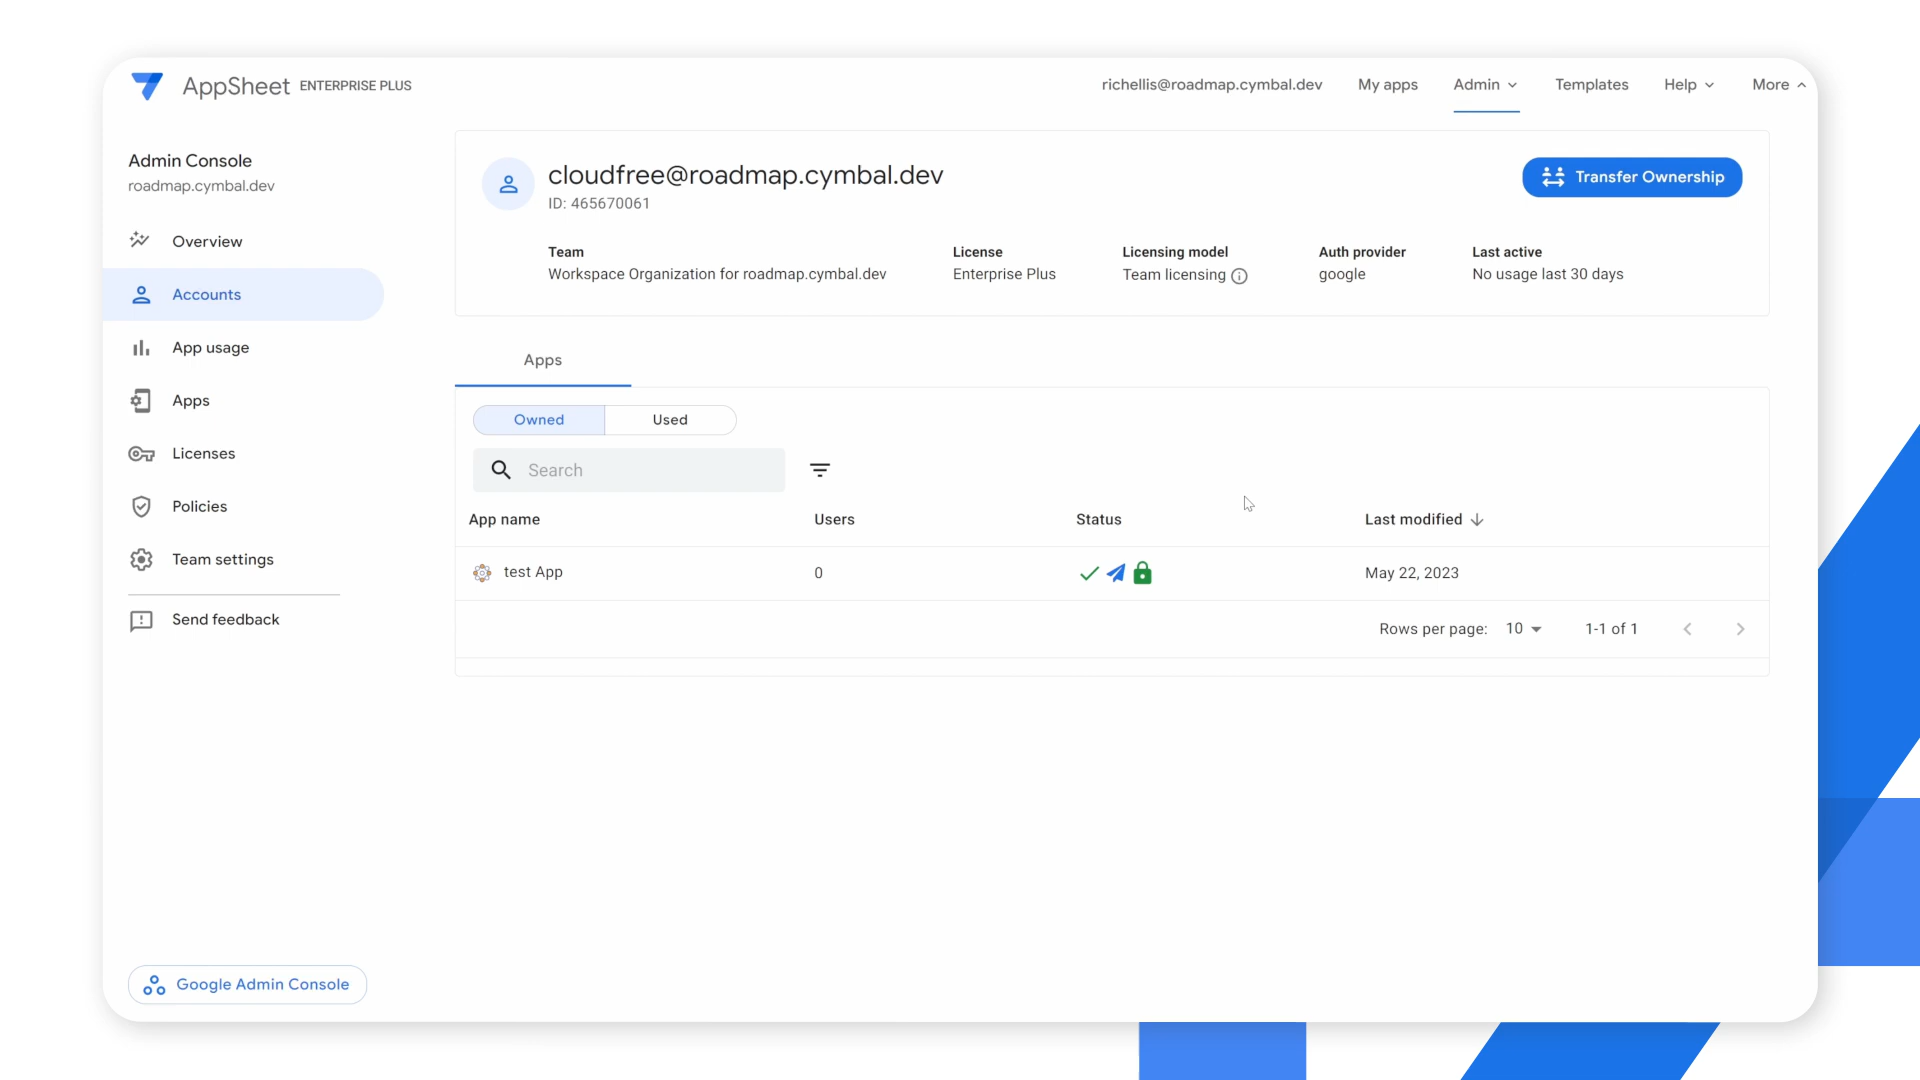 AppSheet ENTERPRISE PLUS
richellis@roadmap.cymbal.dev My apps Admin Templates Help More
Admin Console
roadmap.cymbal.dev
Overview
Accounts
App usage
Apps
Licenses
Policies
Team settings
Send feedback
Google Admin Console
cloudfree@roadmap.cymbal.dev
ID: 465670061
Transfer Ownership
Team License Licensing model Auth provider Last active
Workspace Organization for roadmap.cymbal.dev Enterprise Plus Team licensing google No usage last 30 days
Apps
Owned Used
Search
App name Users Status Last modified
test App 0 May 22, 2023
Rows per page: 10 1-1 of 1